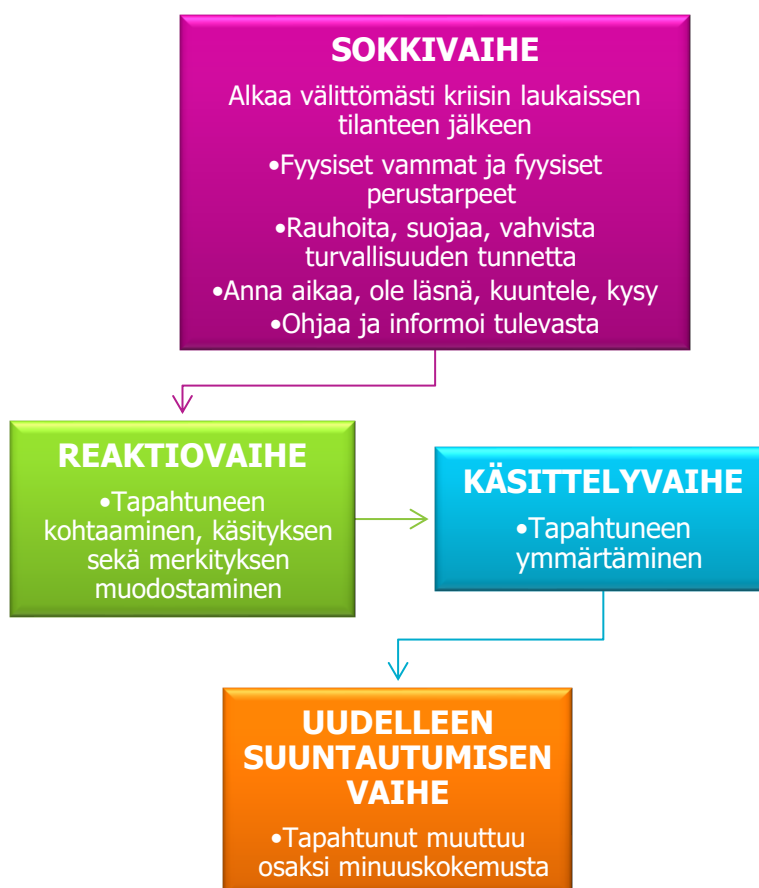 SOKKIVAIHE
Alkaa välittömästi kriisin laukaissen
tilanteen jälkeen
•Fyysiset vammat ja fyysiset
perustarpeet
•Rauhoita, suojaa, vahvista
turvallisuuden tunnetta
•Anna aikaa, ole läsnä, kuuntele, kysy
•Ohjaa ja informoi tulevasta
REAKTIOVAIHE
•Tapahtuneen
kohtaaminen, käsityksen
sekä merkityksen
muodostaminen
KÄSITTELYVAIHE
•Tapahtuneen
ymmärtäminen
UUDELLEEN
SUUNTAUTUMISEN
VAIHE
•Tapahtunut muuttuu
osaksi minuuskokemusta